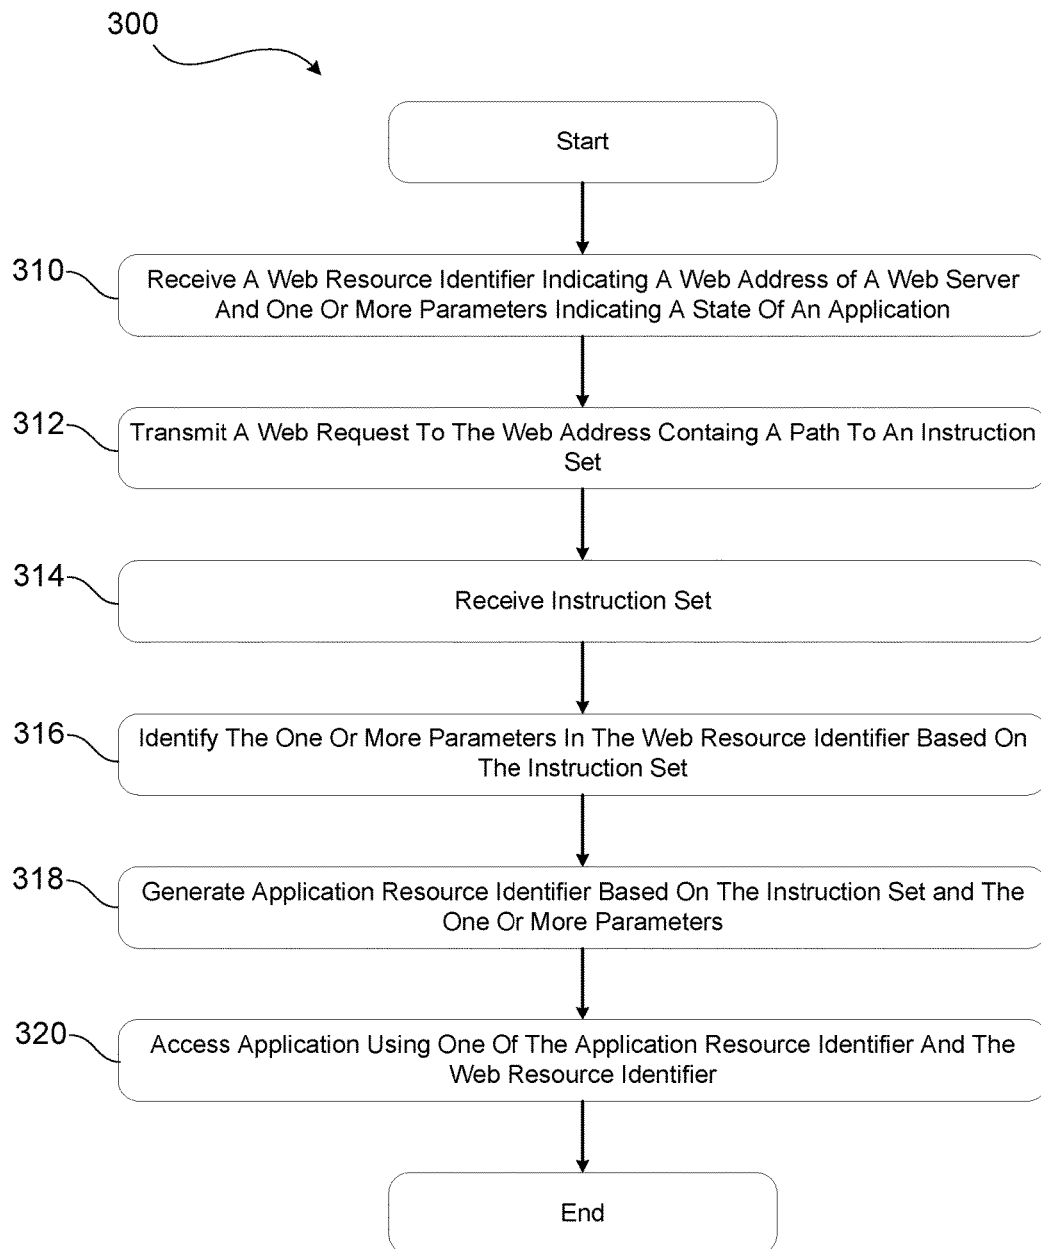 300
Start
310
Receive A Web Resource Identifier Indicating A Web Address of A Web Server
And One Or More Parameters Indicating A State Of An Application
312
Transmit A Web Request To The Web Address Containg A Path To An Instruction
Set
314
Receive Instruction Set
316
Identify The One Or More Parameters In The Web Resource Identifier Based On
The Instruction Set
318
Generate Application Resource Identifier Based On The Instruction Set and The
One Or More Parameters
320
Access Application Using One Of The Application Resource Identifier And The
Web Resource Identifier
End